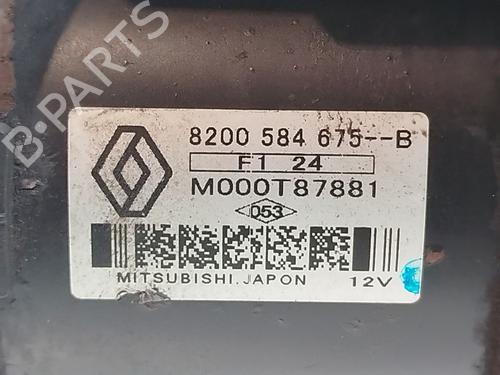 8200 584 675--B
F1 24
M000T87881
D53
MITSUBISHI.JAPON 12V
B-PARTS